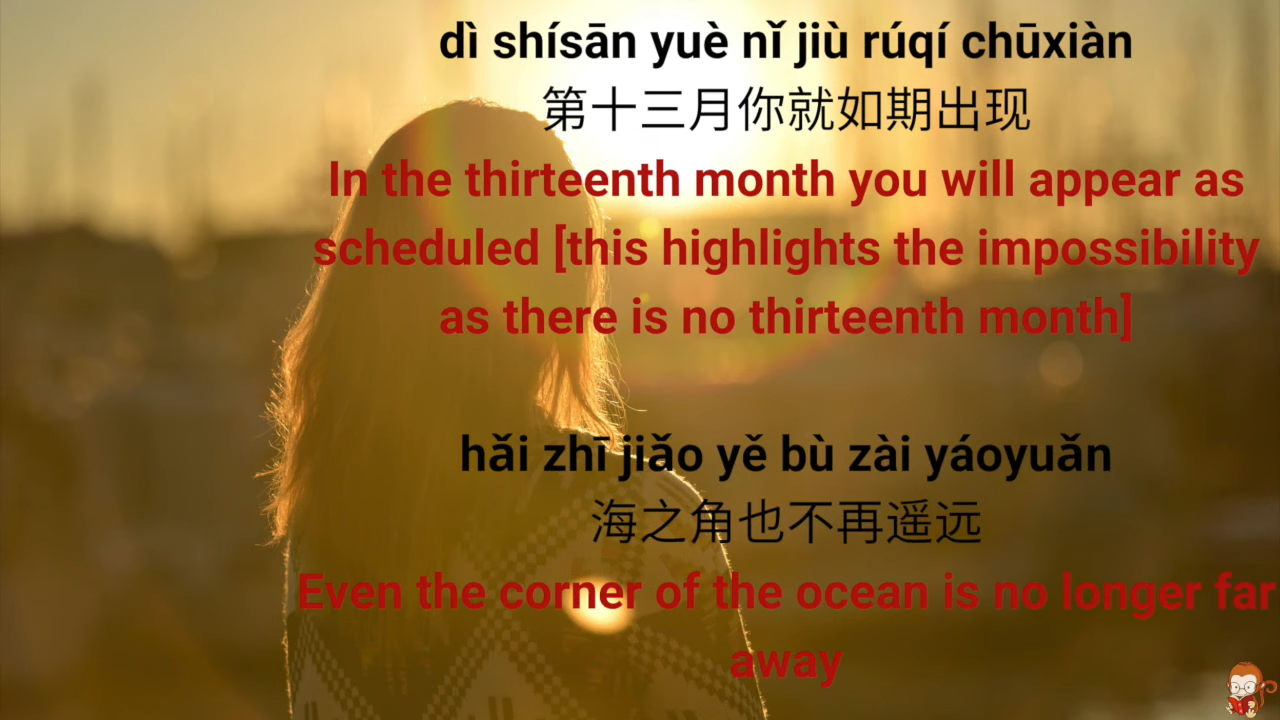 dì shísān yuè nǐ jiù rúqí chūxiàn
第十三月你就如期出现
In the thirteenth month you will appear as
scheduled [this highlights the impossibility
as there is no thirteenth month]
hǎi zhī jiǎo yě bù zài yáoyuǎn
海之角也不再遥远
Even the corner of the ocean is no longer far
away